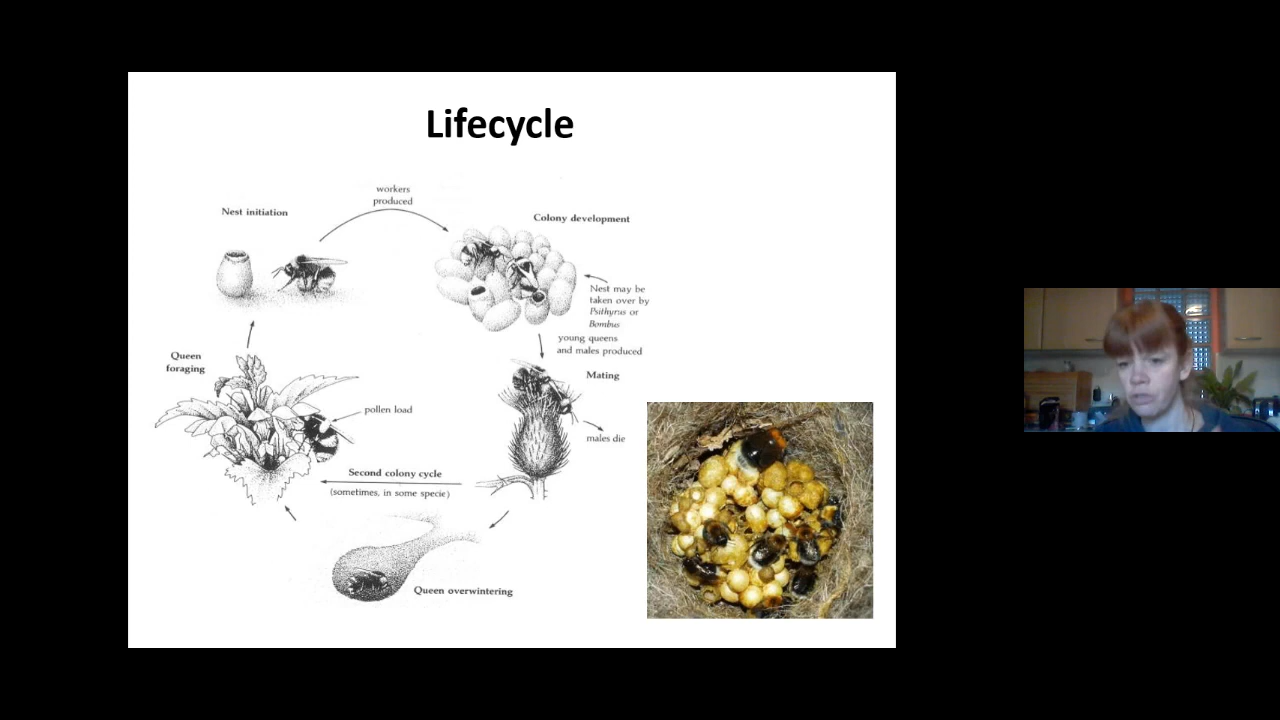 Lifecycle
workers
produced
Nest initiation
Colony development
Nest may be
taken over by
Psithyrus or
Bombus
young queens
and males produced
Queen
foraging
Mating
pollen load
males die
Second colony cycle
(sometimes, in some specie)
Queen overwintering